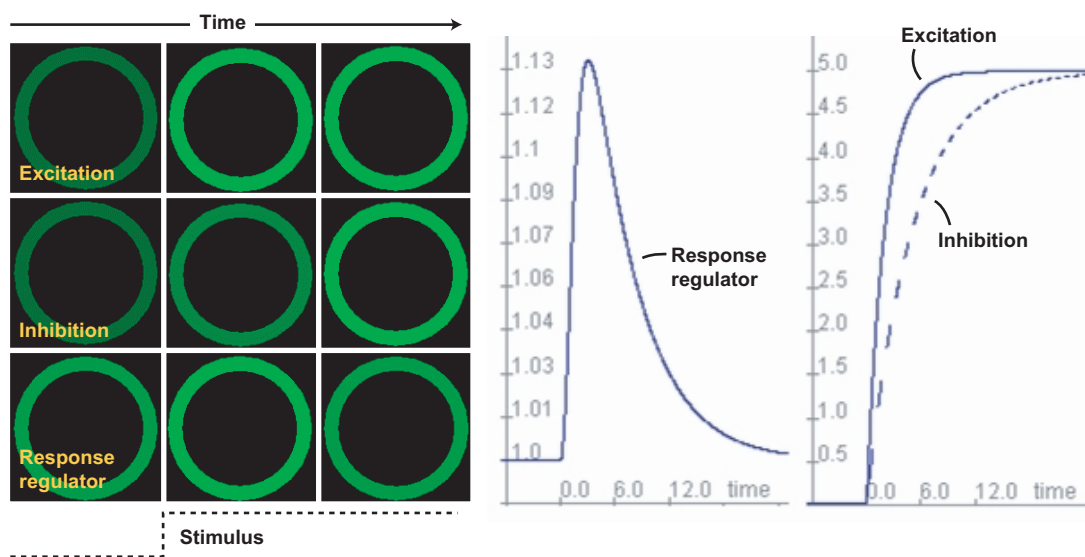 Time
Excitation
Inhibition
Response
regulator
Stimulus
1.13
1.12
1.1
1.09
1.07
1.06
1.04
1.03
1.01
1.0
0.0 6.0 12.0 time
Response
regulator
5.0
4.5
4.0
3.5
3.0
2.5
2.0
1.5
1.0
0.5
0.0 6.0 12.0 time
Excitation
Inhibition